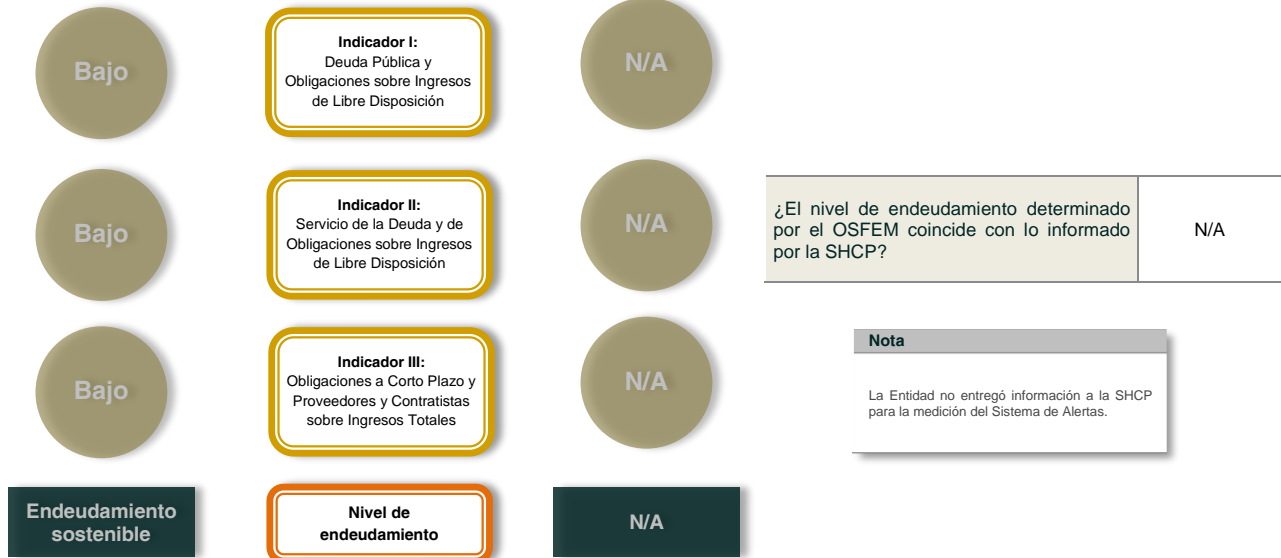 Bajo
Indicador I:
Deuda Pública y
Obligaciones sobre Ingresos
de Libre Disposición
N/A
Bajo
Indicador II:
Servicio de la Deuda y de
Obligaciones sobre Ingresos
de Libre Disposición
N/A
¿El nivel de endeudamiento determinado
por el OSFEM coincide con lo informado
por la SHCP?
N/A
Bajo
Indicador III:
Obligaciones a Corto Plazo y
Proveedores y Contratistas
sobre Ingresos Totales
N/A
Nota
La Entidad no entregó información a la SHCP
para la medición del Sistema de Alertas.
Endeudamiento
sostenible
Nivel de
endeudamiento
N/A